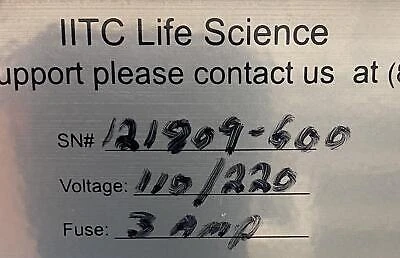 IITC Life Science
upport please contact us at (8
SN# 121909-600
Voltage: 110/220
Fuse: 3 Amp